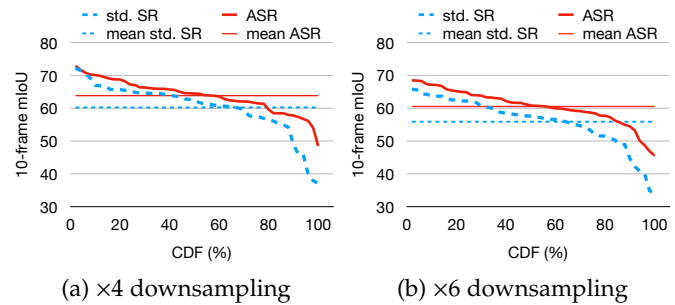 std. SR ASR
mean std. SR mean ASR
80
70
60
50
40
30
0 20 40 60 80 100
10-frame mIoU
CDF (%)
(a) ×4 downsampling
std. SR ASR
mean std. SR mean ASR
80
70
60
50
40
30
0 20 40 60 80 100
10-frame mIoU
CDF (%)
(b) ×6 downsampling